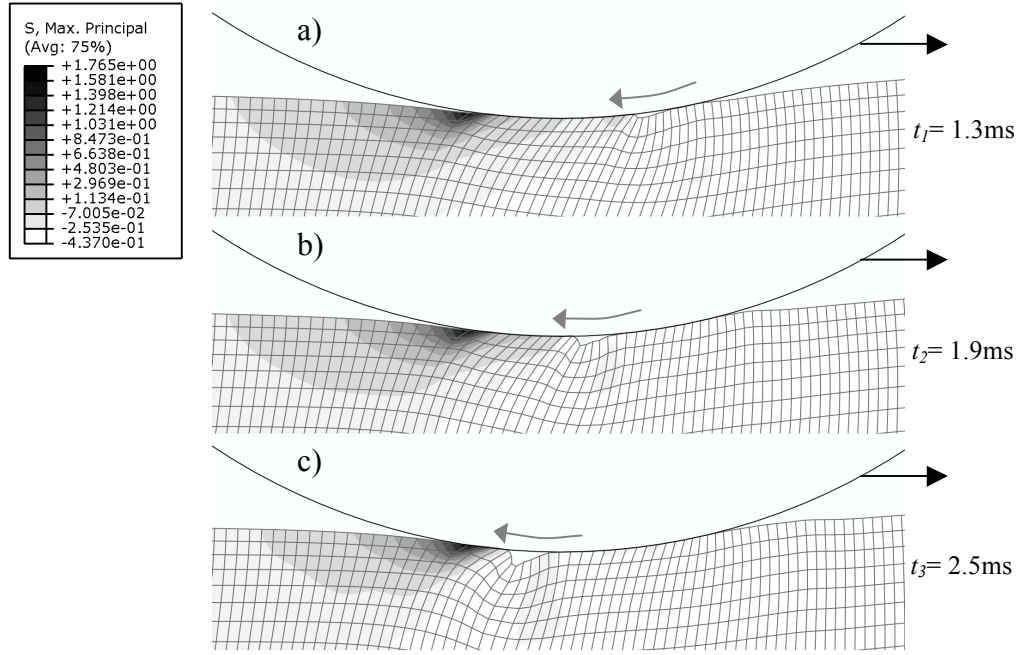 S, Max. Principal
(Avg: 75%)
+1.765e+00
+1.581e+00
+1.398e+00
+1.214e+00
+1.031e+00
+8.473e-01
+6.638e-01
+4.803e-01
+2.969e-01
+1.134e-01
-7.005e-02
-2.535e-01
-4.370e-01
a)
t1= 1.3ms
b)
t2= 1.9ms
c)
t3= 2.5ms